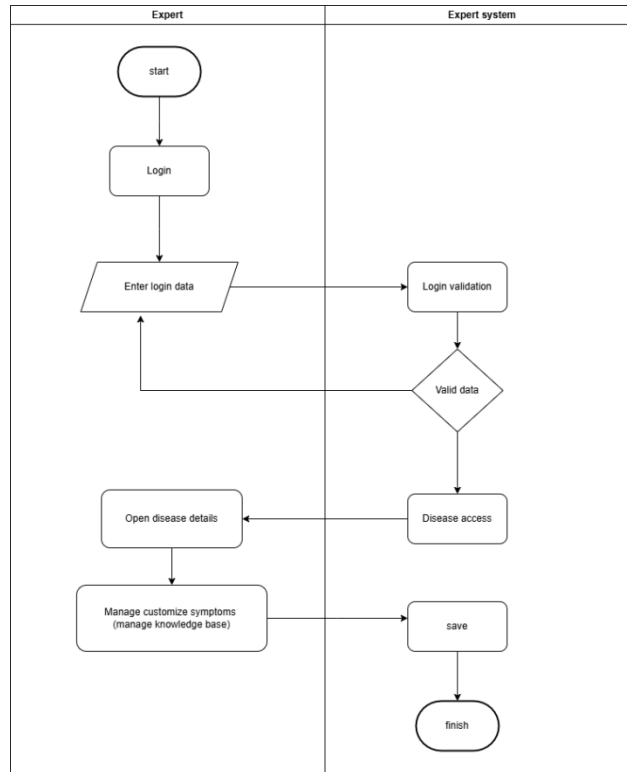 Expert
Expert system
start
Login
Enter login data
Login validation
Valid data
Open disease details
Disease access
Manage customize symptoms
(manage knowledge base)
save
finish